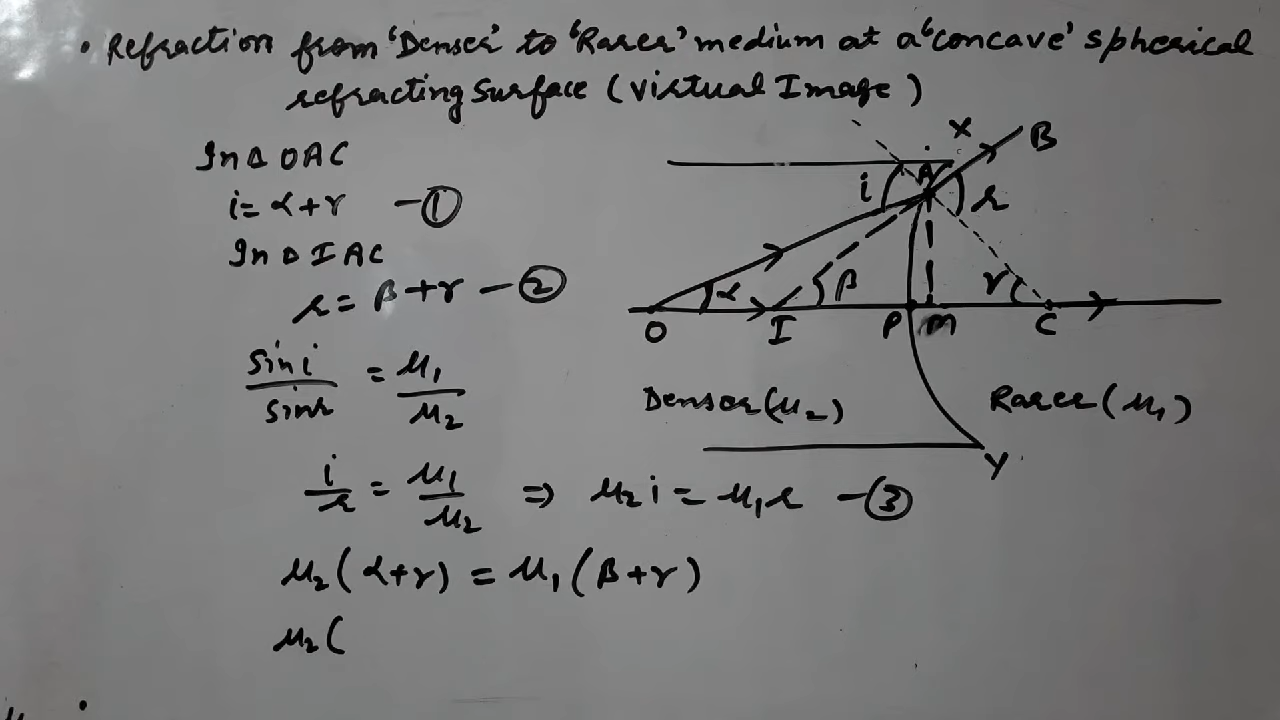 • Refraction from 'Denser' to 'Rarer' medium at a 'concave' spherical
refracting surface (virtual Image)
In Δ OAC
i = α+γ —①
In Δ IAC
r = β+γ —②
sin i / sin r = μ₁ / μ₂
i / r = μ₁ / μ₂ ⇒ μ₂ i = μ₁ r —③
μ₂ (α+γ) = μ₁ (β+γ)
μ₂ (
X
B
A
i
r
α
β
γ
O
I
P
M
C
Densor (μ₂)
Rarer (μ₁)
Y